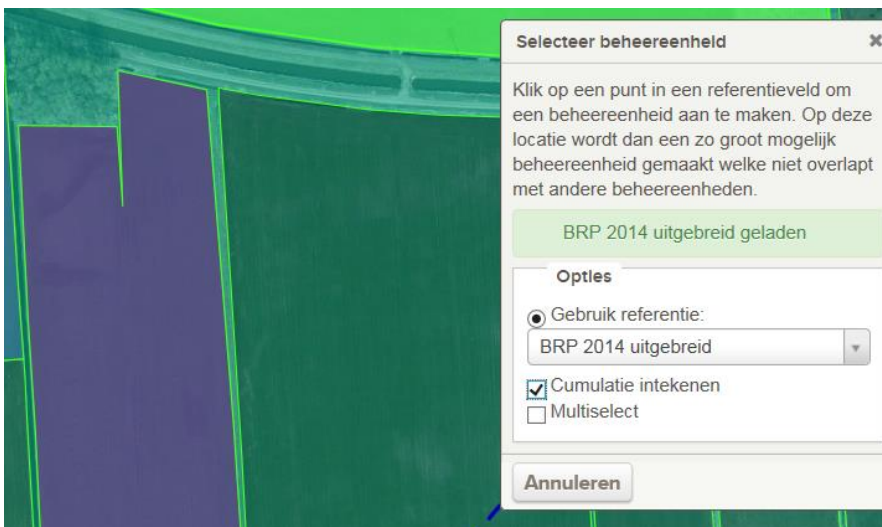 Selecteer beheereenheid
Klik op een punt in een referentieveld om
een beheereenheid aan te maken. Op deze
locatie wordt dan een zo groot mogelijk
beheereenheid gemaakt welke niet overlapt
met andere beheereenheden.
BRP 2014 uitgebreid geladen
Opties
Gebruik referentie:
BRP 2014 uitgebreid
Cumulatie intekenen
Multiselect
Annuleren